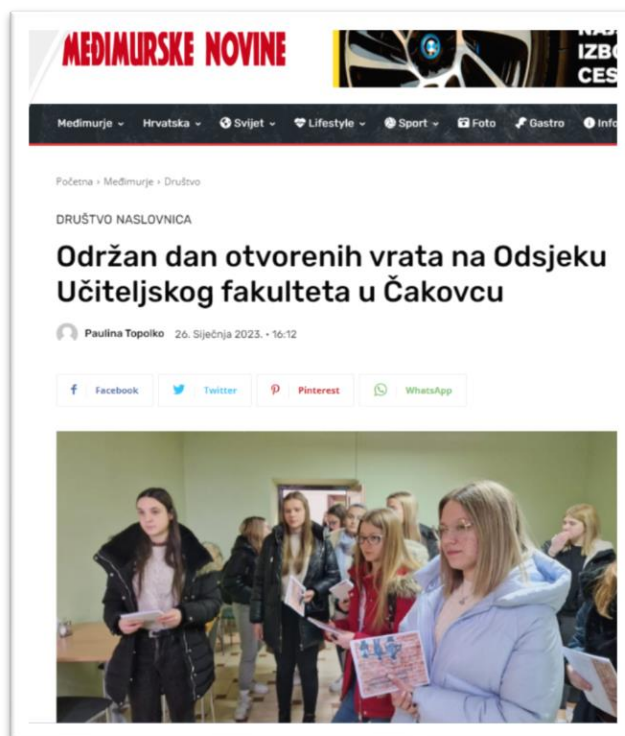 MEĐIMURSKE NOVINE
IZBO
CES
Međimurje Hrvatska Svijet Lifestyle Sport Foto Gastro Info
Početna › Međimurje › Društvo
DRUŠTVO NASLOVNICA
Održan dan otvorenih vrata na Odsjeku
Učiteljskog fakulteta u Čakovcu
Paulina Topolko 26. Siječnja 2023. - 16:12
Facebook Twitter Pinterest WhatsApp